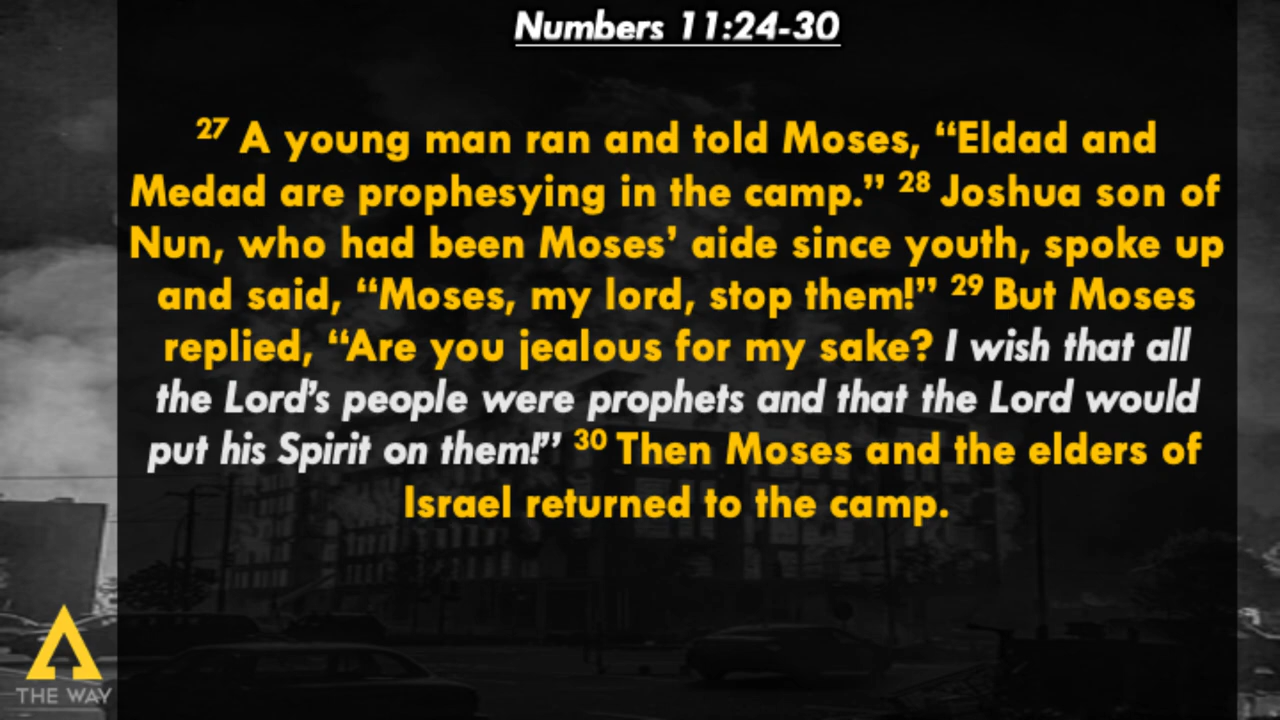 Numbers 11:24-30
27 A young man ran and told Moses, “Eldad and
Medad are prophesying in the camp.” 28 Joshua son of
Nun, who had been Moses’ aide since youth, spoke up
and said, “Moses, my lord, stop them!” 29 But Moses
replied, “Are you jealous for my sake? I wish that all
the Lord’s people were prophets and that the Lord would
put his Spirit on them!” 30 Then Moses and the elders of
Israel returned to the camp.
THE WAY